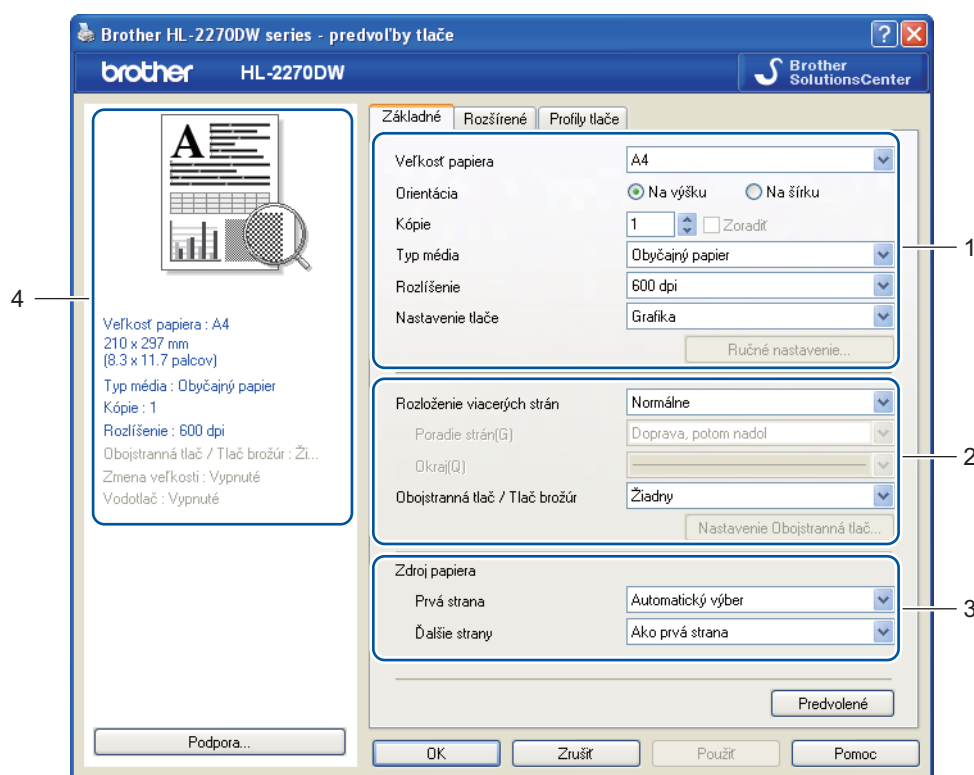 Brother HL-2270DW series - predvoľby tlače
brother HL-2270DW
Brother
SolutionsCenter
A
Veľkosť papiera : A4
210 x 297 mm
(8.3 x 11.7 palcov)
Typ média : Obyčajný papier
Kópie : 1
Rozlíšenie : 600 dpi
Obojstranná tlač / Tlač brožúr : Ži...
Zmena veľkosti : Vypnuté
Vodotlač : Vypnuté
4
Podpora...
Základné Rozšírené Profily tlače
Veľkosť papiera A4
Orientácia Na výšku Na šírku
Kópie 1 Zoradiť
Typ média Obyčajný papier
Rozlíšenie 600 dpi
Nastavenie tlače Grafika
Ručné nastavenie...
1
Rozloženie viacerých strán Normálne
Poradie strán(G) Doprava, potom nadol
Okraj(Q)
Obojstranná tlač / Tlač brožúr Žiadny
Nastavenie Obojstranná tlač...
2
Zdroj papiera
Prvá strana Automatický výber
Ďalšie strany Ako prvá strana
3
Predvolené
OK Zrušiť Použiť Pomoc